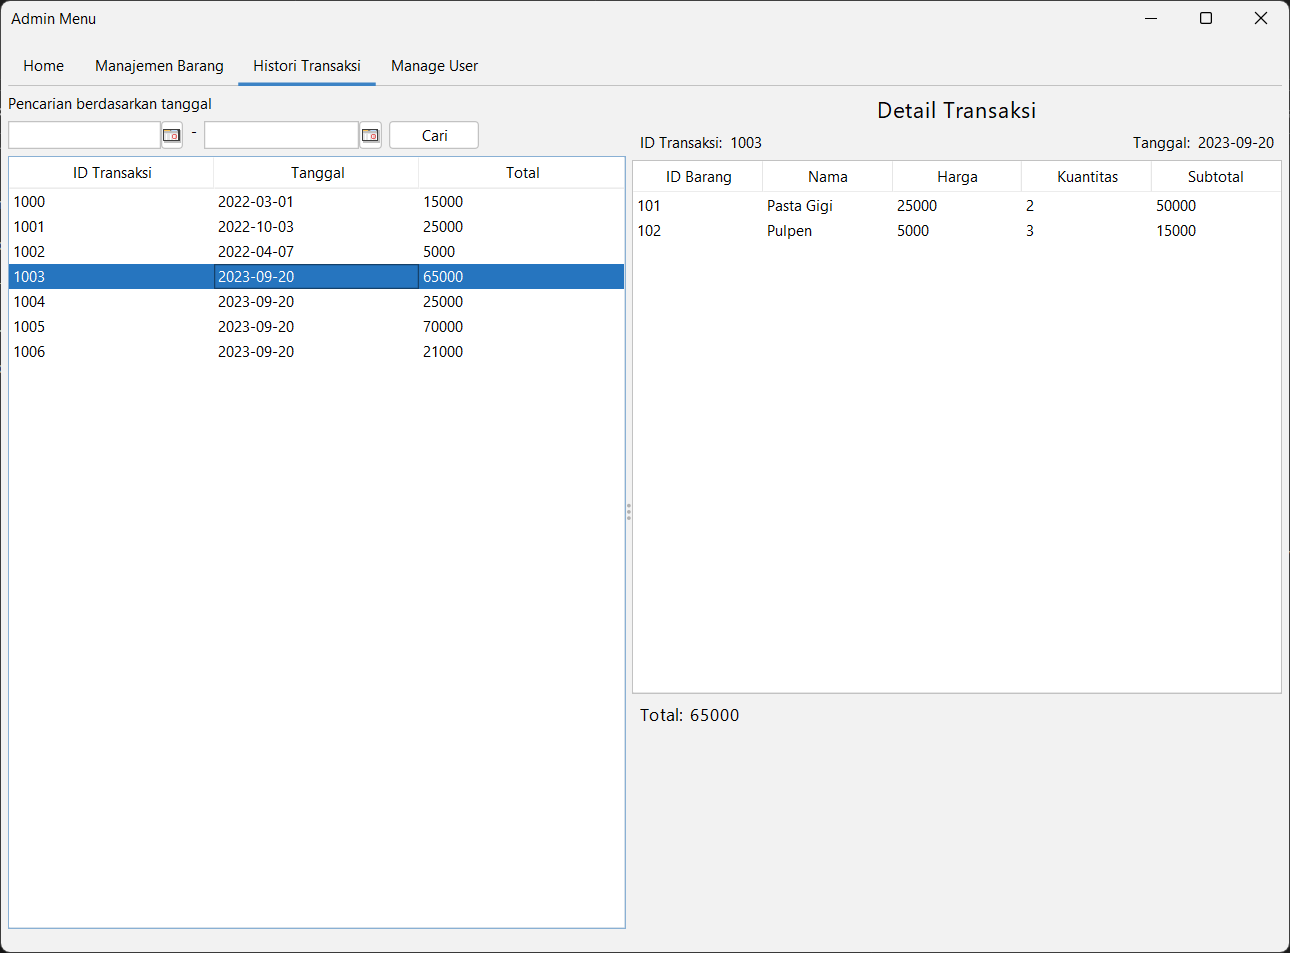 Admin Menu
Home Manajemen Barang Histori Transaksi Manage User
Pencarian berdasarkan tanggal
- Cari
ID Transaksi Tanggal Total
1000 2022-03-01 15000
1001 2022-10-03 25000
1002 2022-04-07 5000
1003 2023-09-20 65000
1004 2023-09-20 25000
1005 2023-09-20 70000
1006 2023-09-20 21000
Detail Transaksi
ID Transaksi: 1003 Tanggal: 2023-09-20
ID Barang Nama Harga Kuantitas Subtotal
101 Pasta Gigi 25000 2 50000
102 Pulpen 5000 3 15000
Total: 65000